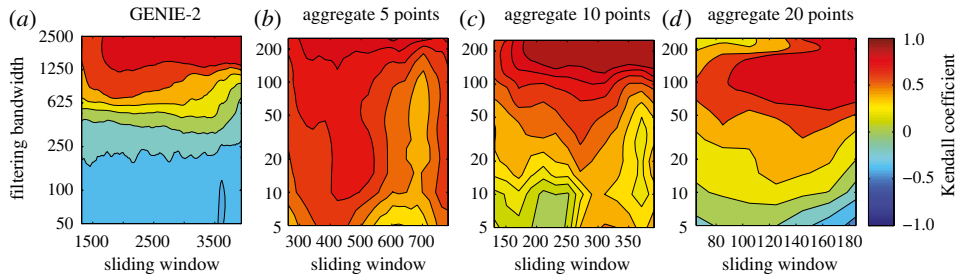 (a) GENIE-2
2500
1250
625
250
100
50
filtering bandwidth
1500 2500 3500
sliding window
(b) aggregate 5 points
200
100
50
20
10
5
300 400 500 600 700
sliding window
(c) aggregate 10 points
200
100
50
20
10
5
150 200 250 300 350
sliding window
(d) aggregate 20 points
200
100
50
20
10
5
80 100 120 140 160 180
sliding window
1.0
0.5
0
−0.5
−1.0
Kendall coefficient